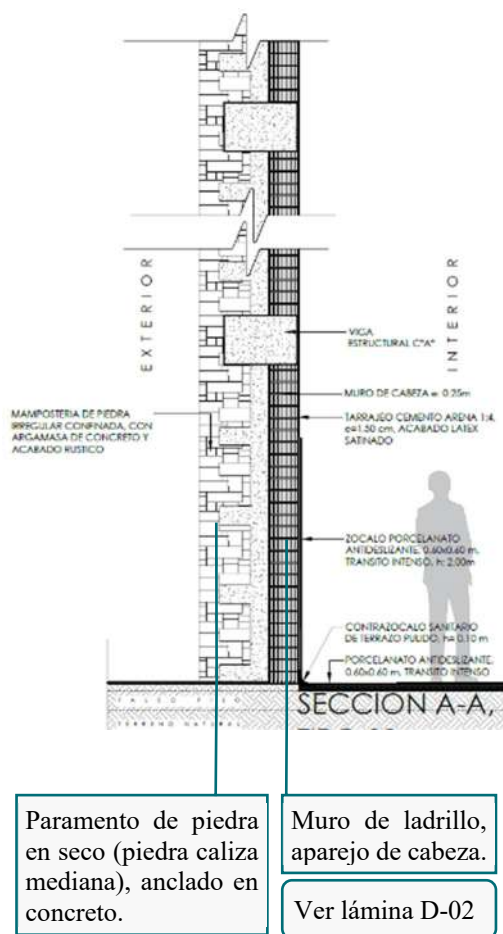 EXTERIOR
INTERIOR
VIGA
ESTRUCTURAL C"A"
MURO DE CABEZA e: 0.25m
MAMPOSTERIA DE PIEDRA
IRREGULAR CONFINADA, CON
ARGAMASA DE CONCRETO Y
ACABADO RUSTICO
TARRAJEO CEMENTO ARENA 1:4,
e=1.50 cm, ACABADO LATEX
SATINADO
ZOCALO PORCELANATO
ANTIDESLIZANTE, 0.60x0.60 m,
TRANSITO INTENSO, h: 2.00m
CONTRAZOCALO SANITARIO
DE TERRAZO PULIDO, h=0.10 m
PORCELANATO ANTIDESLIZANTE,
0.60x0.60 m, TRANSITO INTENSO
SECCION A-A,
FALSO PISO
TERRENO NATURAL
Paramento de piedra
en seco (piedra caliza
mediana), anclado en
concreto.
Muro de ladrillo,
aparejo de cabeza.
Ver lámina D-02